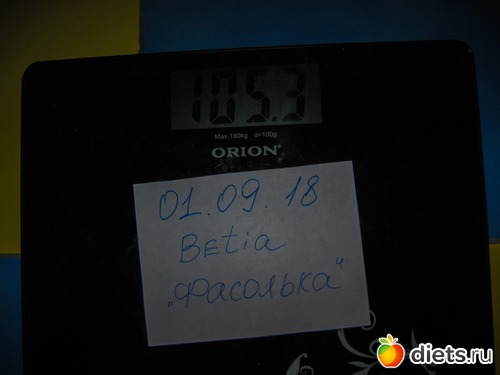 105.3
Max.180kg d=100g
ORION
01.09.18
Betia
„Фасолька“
diets.ru